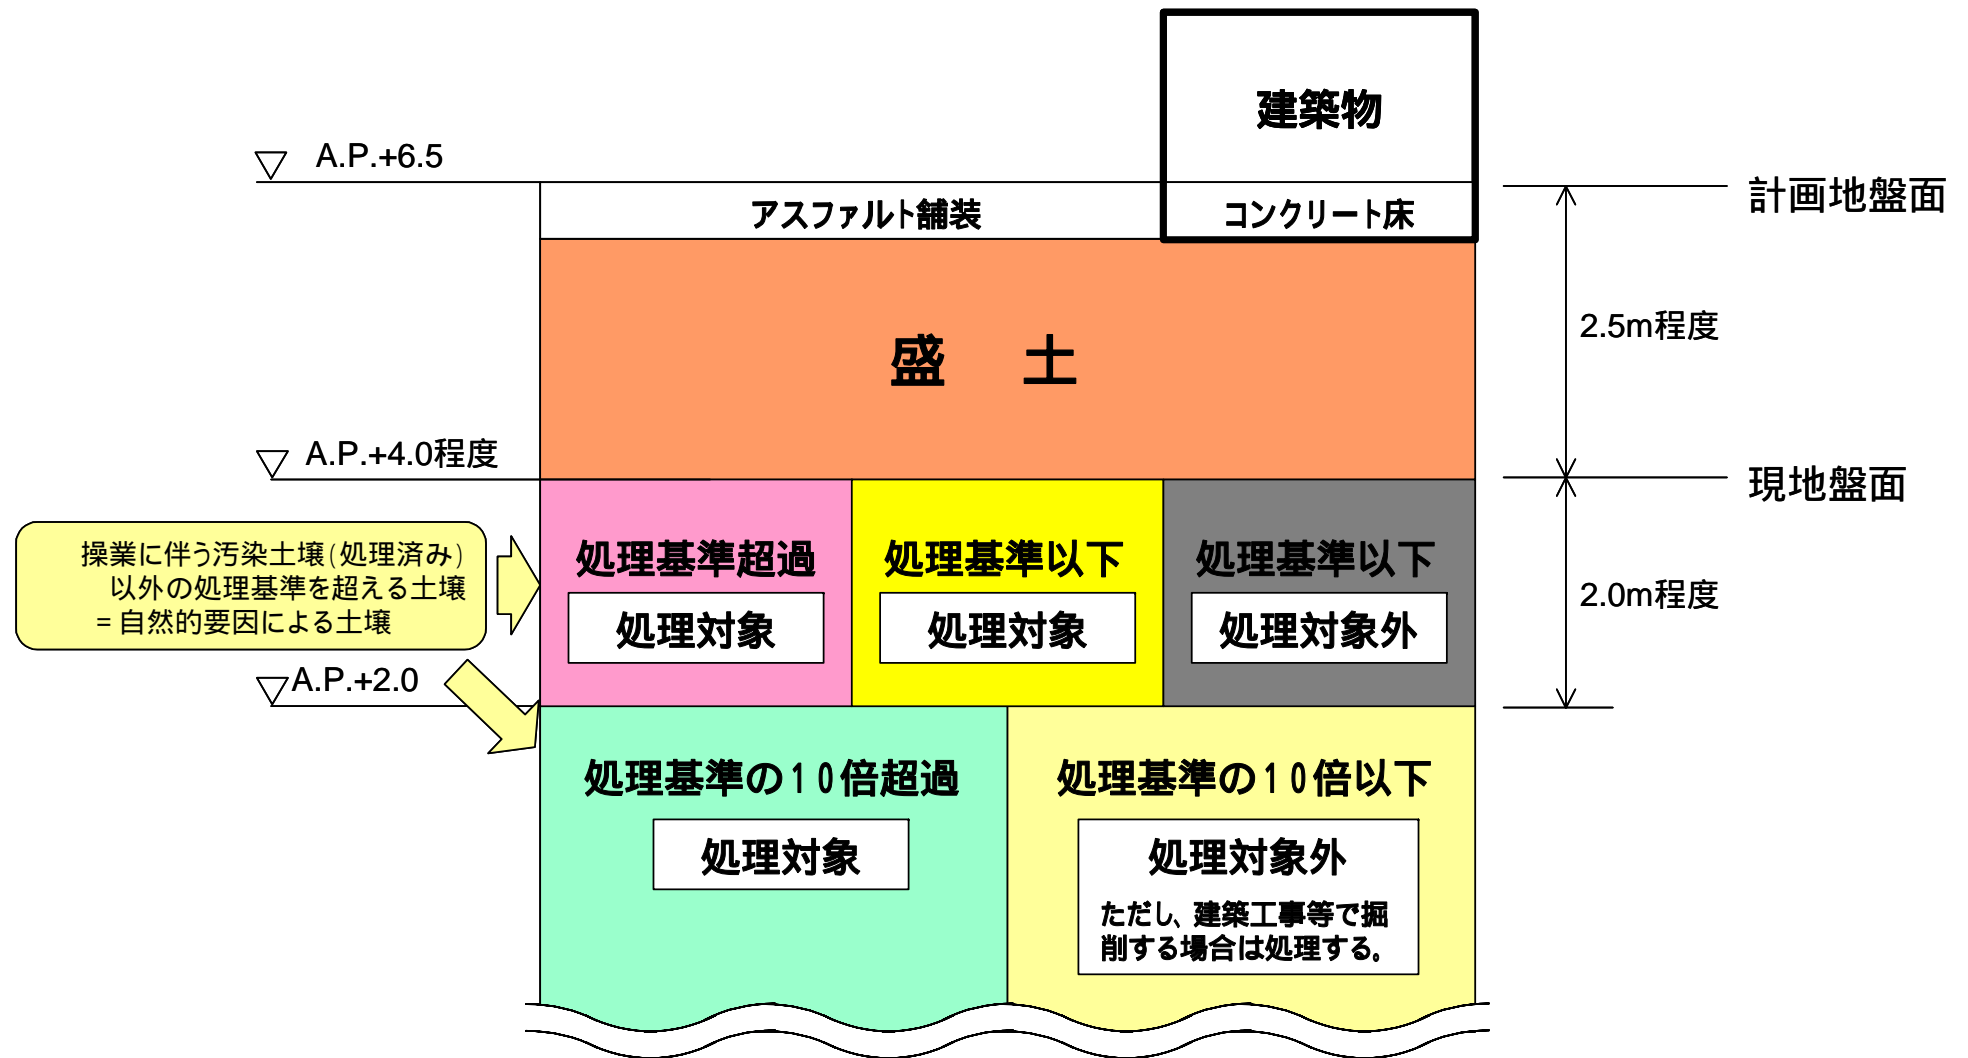 建築物
A.P.+6.5
計画地盤面
アスファルト舗装
コンクリート床
2.5m程度
盛　土
A.P.+4.0程度
現地盤面
操業に伴う汚染土壌(処理済み)
以外の処理基準を超える土壌
=自然的要因による土壌
処理基準超過
処理対象
処理基準以下
処理対象
処理基準以下
処理対象外
2.0m程度
A.P.+2.0
処理基準の10倍超過
処理対象
処理基準の10倍以下
処理対象外
ただし、建築工事等で掘
削する場合は処理する。